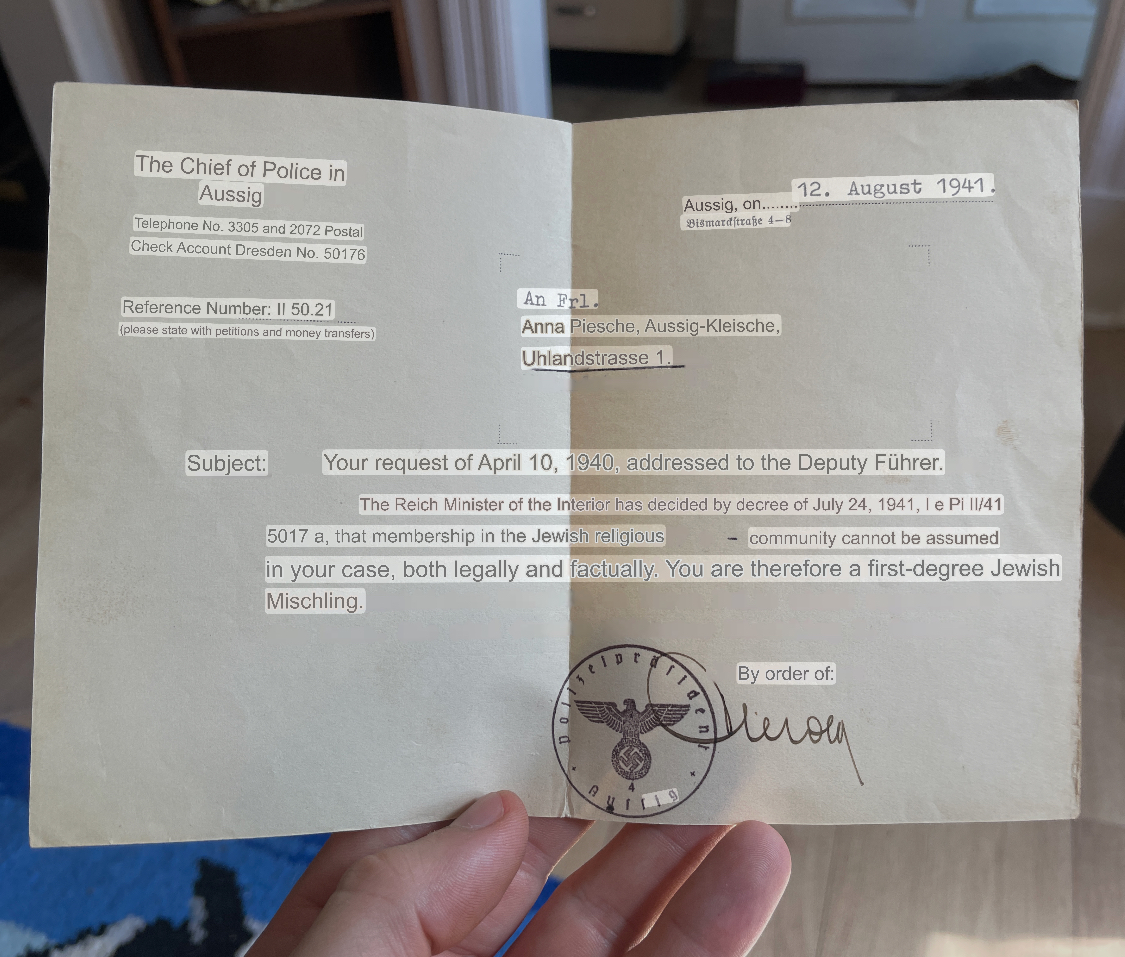 The Chief of Police in
Aussig
Telephone No. 3305 and 2072 Postal
Check Account Dresden No. 50176
12. August 1941.
Aussig, on........
Bismarckstraße 4–8
Reference Number: II 50.21
(please state with petitions and money transfers)
An Frl.
Anna Piesche, Aussig-Kleische,
Uhlandstrasse 1.
Subject: Your request of April 10, 1940, addressed to the Deputy Führer.
The Reich Minister of the Interior has decided by decree of July 24, 1941, I e Pi II/41
5017 a, that membership in the Jewish religious – community cannot be assumed
in your case, both legally and factually. You are therefore a first-degree Jewish
Mischling.
By order of:
Polizeipräsident
4
Aussig